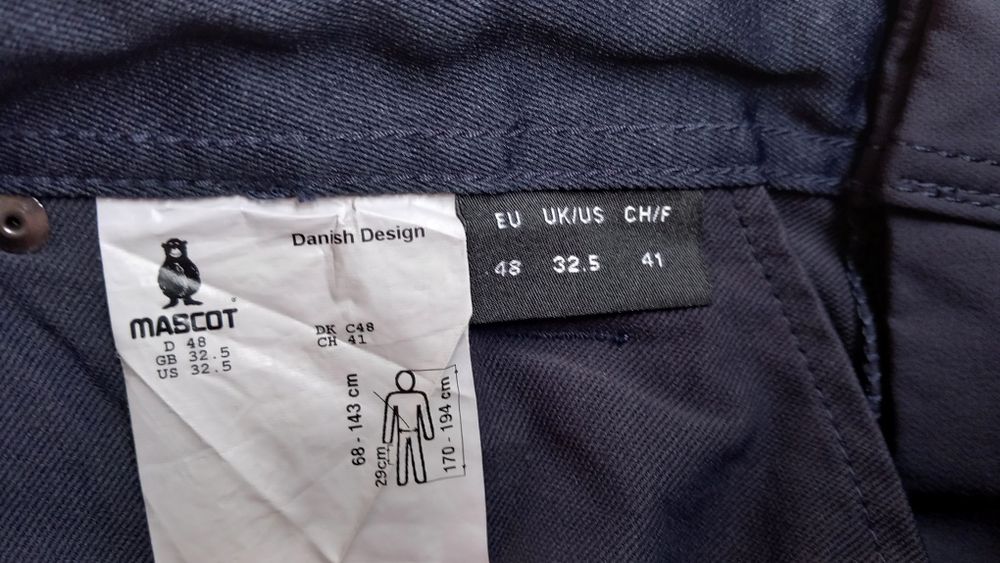 Danish Design
MASCOT
®
D 48
GB 32.5
US 32.5
DK C48
CH 41
68 - 143 cm
29cm
170 - 194 cm
EU UK/US CH/F
48 32.5 41